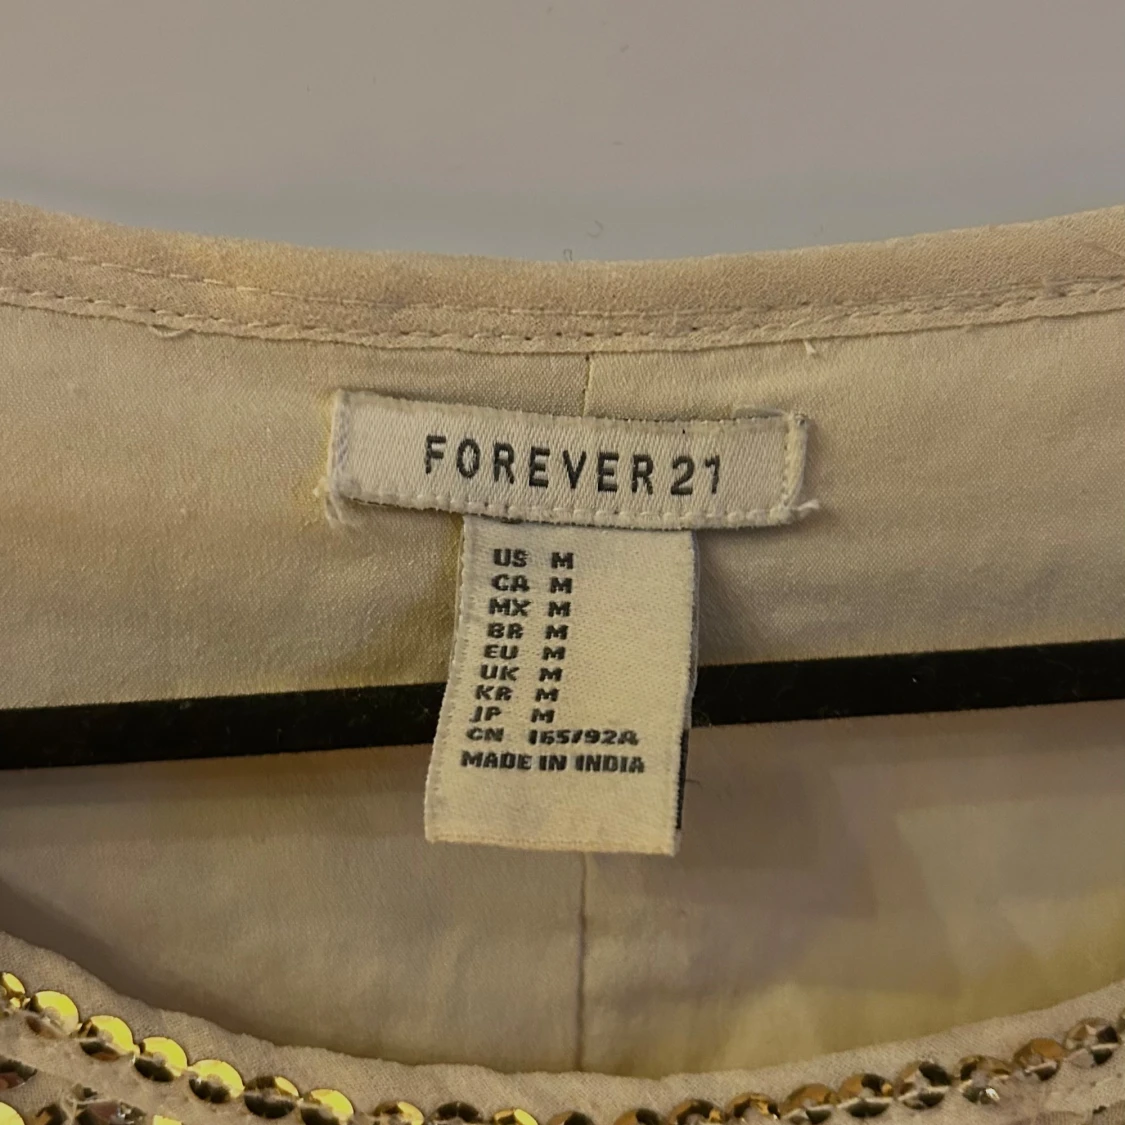 FOREVER 21
US M
CA M
MX M
BR M
EU M
UK M
KR M
JP M
CN 165/92A
MADE IN INDIA